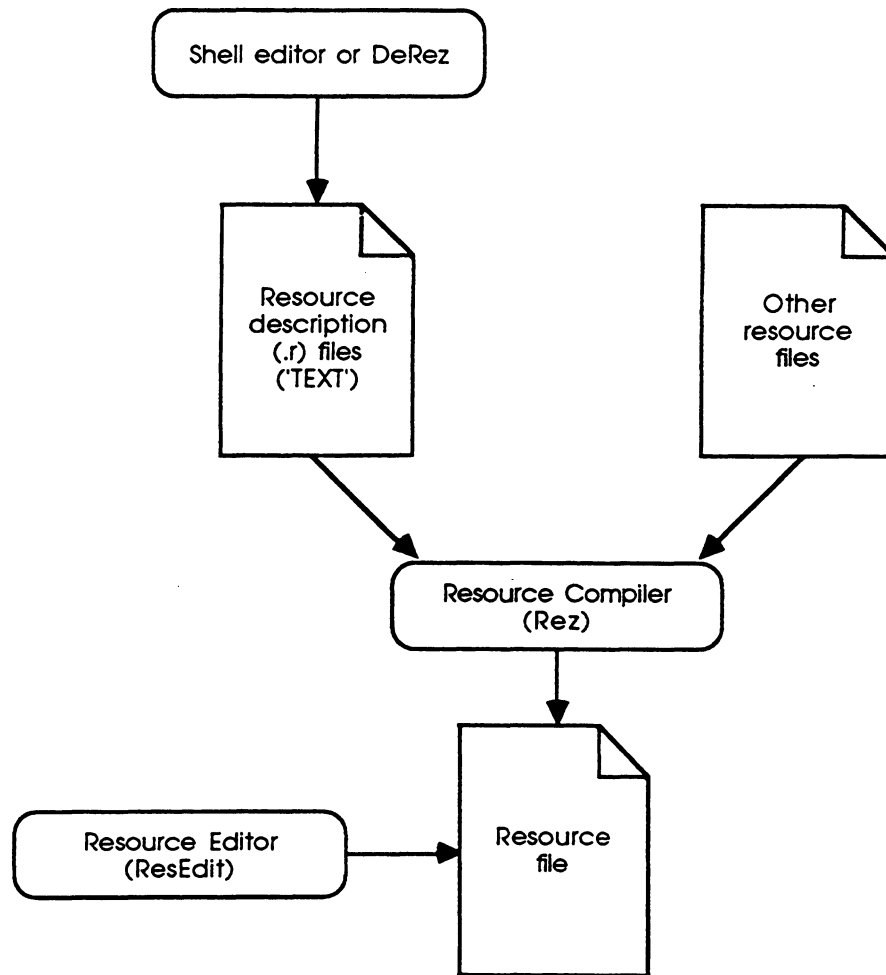 Shell editor or DeRez
Resource
description
(.r) files
('TEXT')
Other
resource
files
Resource Compiler
(Rez)
Resource Editor
(ResEdit)
Resource
file